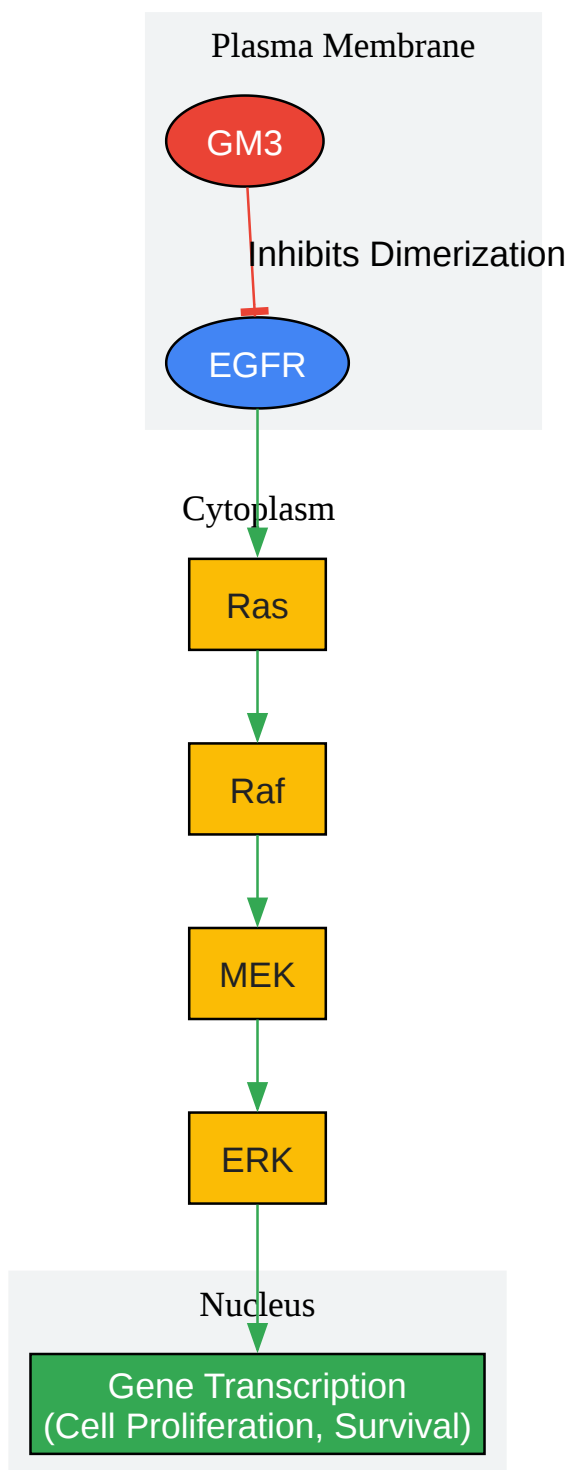 Plasma Membrane
GM3
Inhibits Dimerization
EGFR
Cytoplasm
Ras
Raf
MEK
ERK
Nucleus
Gene Transcription
(Cell Proliferation, Survival)